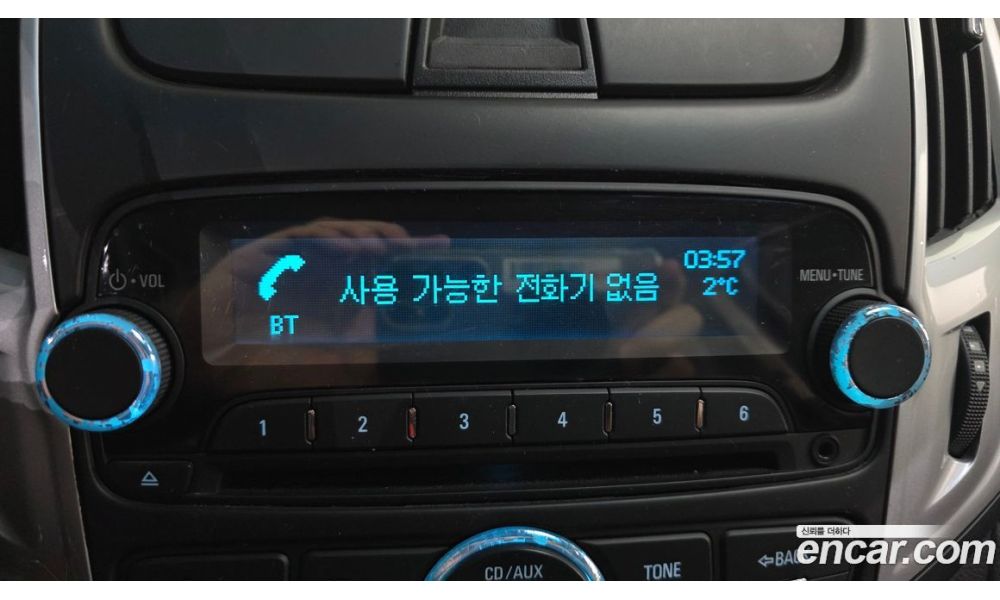 03:57
사용 가능한 전화기 없음
2°C
BT
VOL
MENU•TUNE
1 2 3 4 5 6
CD/AUX
TONE
BACK
신뢰를 더하다
encar.com